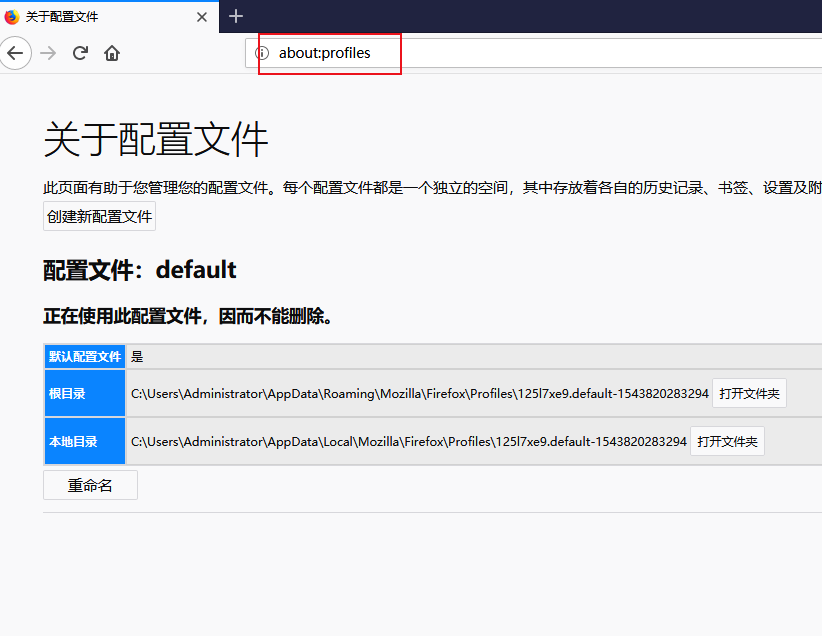 关于配置文件
about:profiles
关于配置文件
此页面有助于您管理您的配置文件。每个配置文件都是一个独立的空间，其中存放着各自的历史记录、书签、设置及附
创建新配置文件
配置文件：default
正在使用此配置文件，因而不能删除。
默认配置文件 是
根目录 C:\Users\Administrator\AppData\Roaming\Mozilla\Firefox\Profiles\125l7xe9.default-1543820283294 打开文件夹
本地目录 C:\Users\Administrator\AppData\Local\Mozilla\Firefox\Profiles\125l7xe9.default-1543820283294 打开文件夹
重命名